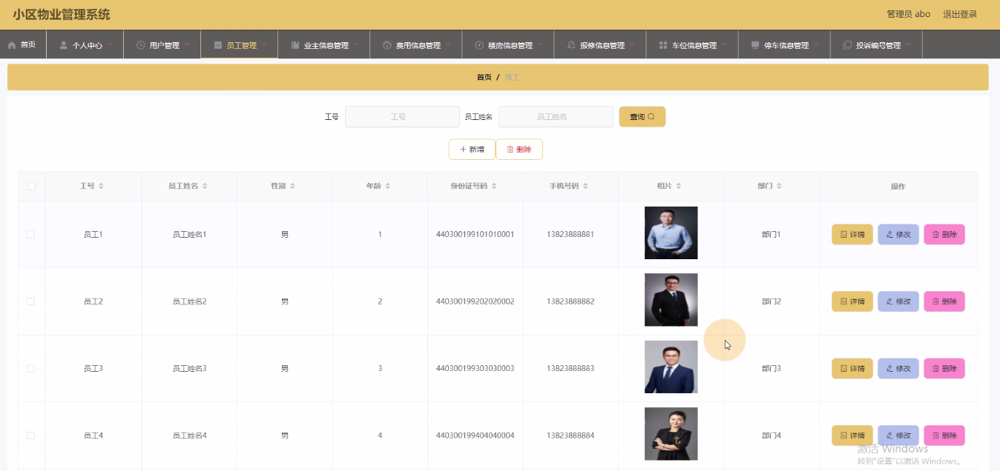 小区物业管理系统
管理员 abo 退出登录
首页 个人中心 用户管理 员工管理 业主信息管理 费用信息管理 楼房信息管理 报修信息管理 车位信息管理 停车信息管理 投诉编号管理
首页 / 员工
工号 工号 员工姓名 员工姓名 查询
+ 新增 删除
工号 员工姓名 性别 年龄 身份证号码 手机号码 相片 部门 操作
员工1 员工姓名1 男 1 440300199101010001 13823888881 部门1 详情 修改 删除
员工2 员工姓名2 男 2 440300199202020002 13823888882 部门2 详情 修改 删除
员工3 员工姓名3 男 3 440300199303030003 13823888883 部门3 详情 修改 删除
员工4 员工姓名4 男 4 440300199404040004 13823888884 部门4 详情 修改 删除
激活 Windows
转到"设置"以激活 Windows。